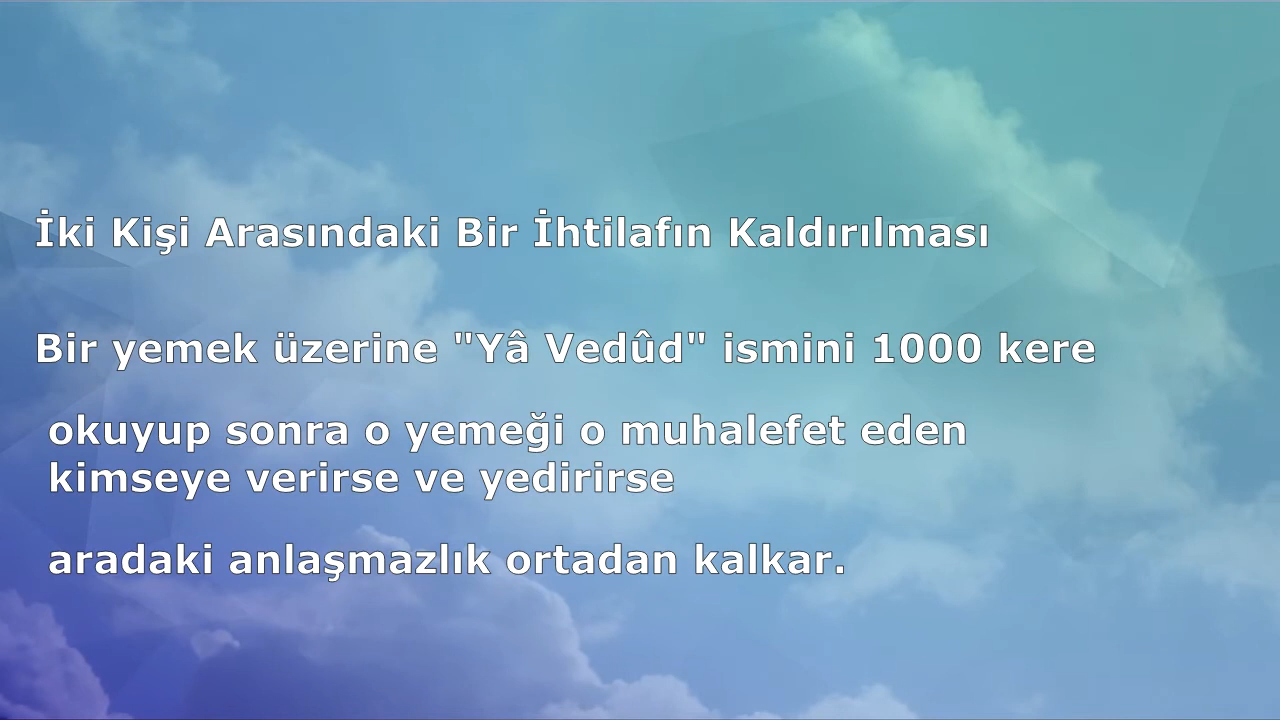 İki Kişi Arasındaki Bir İhtilafın Kaldırılması
Bir yemek üzerine "Yâ Vedûd" ismini 1000 kere
okuyup sonra o yemeği o muhalefet eden
kimseye verirse ve yedirirse
aradaki anlaşmazlık ortadan kalkar.